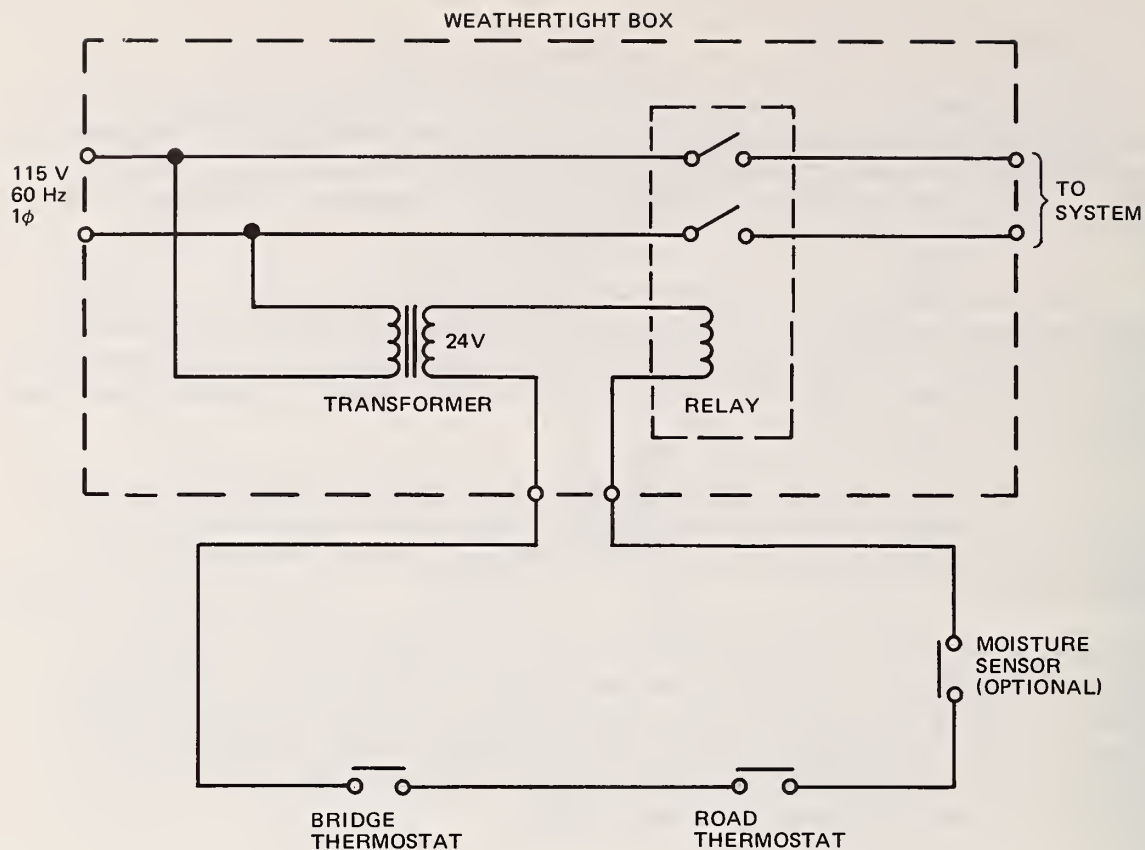 WEATHERTIGHT BOX
115 V
60 Hz
1ϕ
TO
SYSTEM
24V
TRANSFORMER
RELAY
MOISTURE
SENSOR
(OPTIONAL)
BRIDGE
THERMOSTAT
ROAD
THERMOSTAT